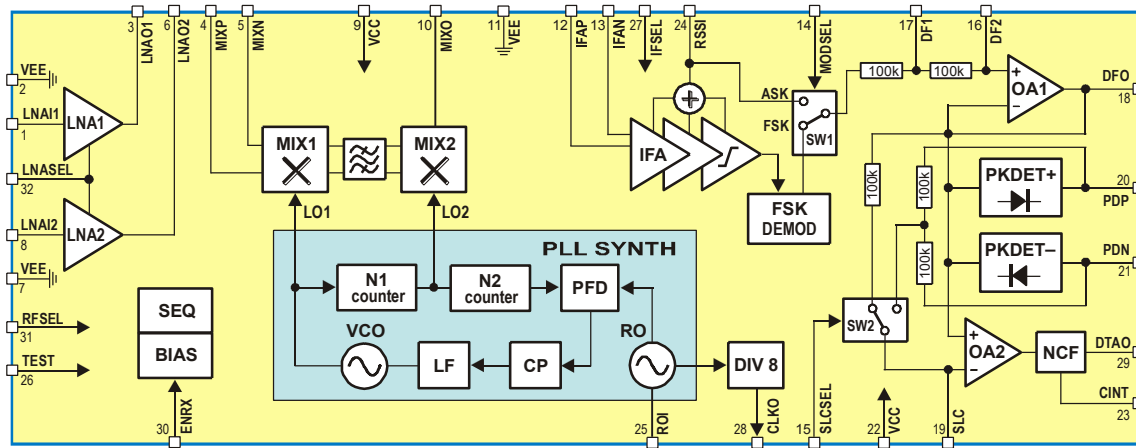 3 LNAO1
6 LNAO2
4 MIXP
5 MIXN
9 VCC
10 MIXO
11 VEE
12 IFAP
13 IFAN
27 IFSEL
24 RSSI
14 MODSEL
17 DF1
16 DF2
VEE
2
LNAI1
1
LNASEL
32
LNAI2
8
VEE
7
RFSEL
31
TEST
26
LNA1
LNA2
MIX1
MIX2
LO1
LO2
IFA
+
ASK
FSK
SW1
FSK
DEMOD
100k
100k
+
OA1
−
DFO
18
100k
100k
100k
PKDET+
20
PDP
PKDET−
PDN
21
SW2
+
OA2
−
NCF
DTAO
29
CINT
23
PLL SYNTH
N1
counter
N2
counter
PFD
VCO
LF
CP
RO
DIV 8
SEQ
BIAS
30 ENRX
25 ROI
28 CLKO
15 SLCSEL
22 VCC
19 SLC